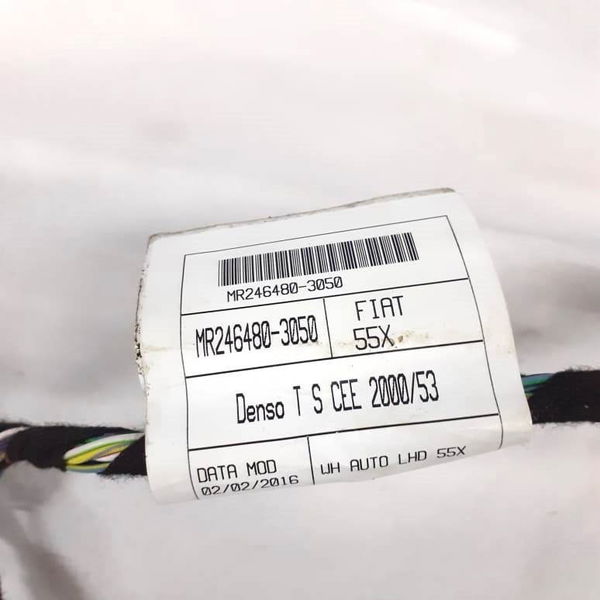 MR246480-3050
MR246480-3050
FIAT
55X
Denso T S CEE 2000/53
DATA MOD
02/02/2016
WH AUTO LHD 55X